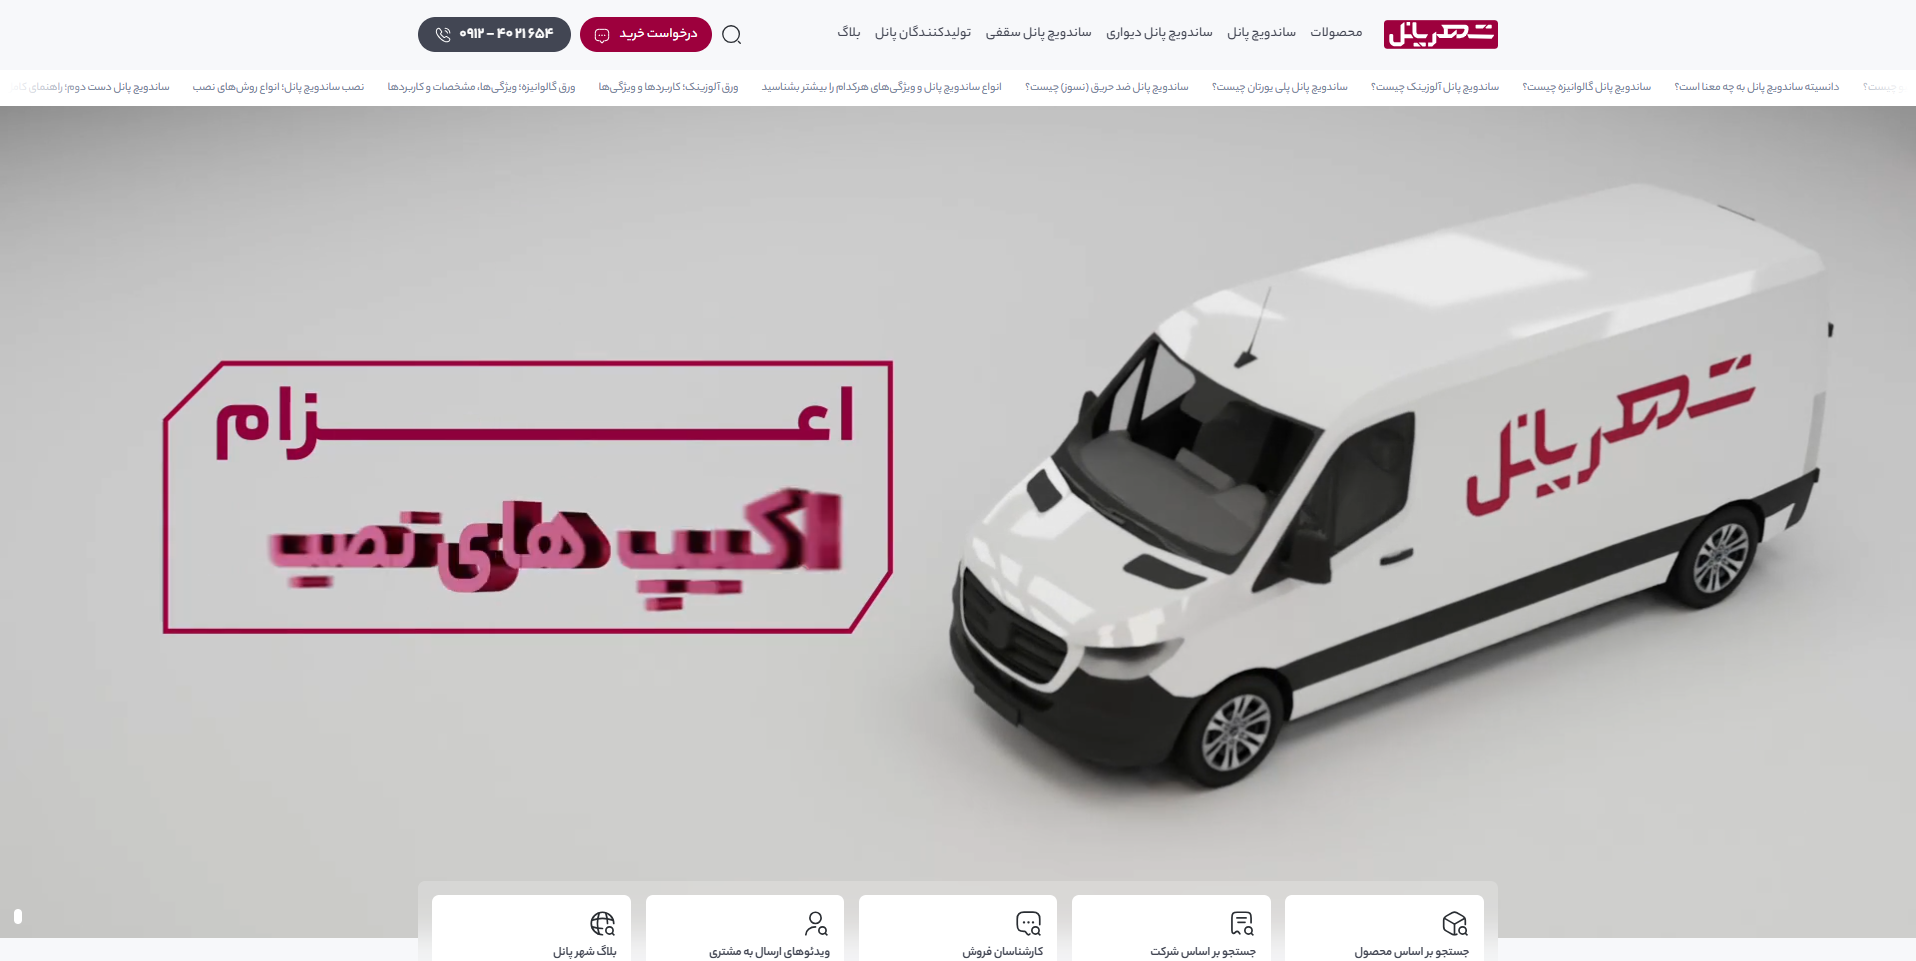 شهرپانل
محصولات
ساندویچ پانل
ساندویچ پانل دیواری
ساندویچ پانل سقفی
تولیدکنندگان پانل
بلاگ
درخواست خرید
۰۹۱۲ – ۴۰ ۲۱ ۶۵۴
چیست؟
دانسیته ساندویچ پانل به چه معنا است؟
ساندویچ پانل گالوانیزه چیست؟
ساندویچ پانل آلوزینک چیست؟
ساندویچ پانل پلی یورتان چیست؟
ساندویچ پانل ضد حریق (نسوز) چیست؟
انواع ساندویچ پانل و ویژگی‌های هرکدام را بیشتر بشناسید
ورق آلوزینک؛ کاربردها و ویژگی‌ها
ورق گالوانیزه؛ ویژگی‌ها، مشخصات و کاربردها
نصب ساندویچ پانل؛ انواع روش‌های نصب
ساندویچ پانل دست دوم؛ راهنمای
شهرپانل
اعـــزام
اکیپ های نصب
جستجو بر اساس محصول
جستجو بر اساس شرکت
کارشناسان فروش
ویدئوهای ارسال به مشتری
بلاگ شهر پانل